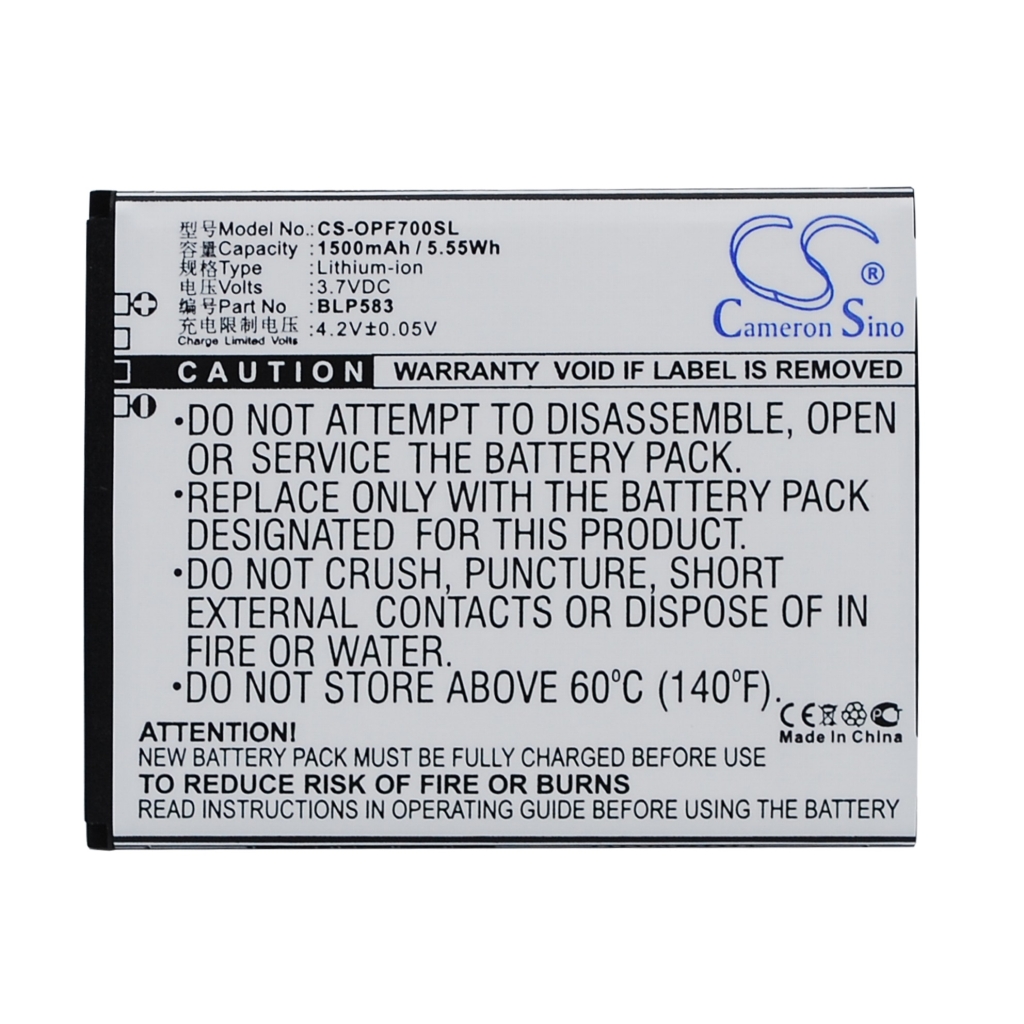 型号Model No.: CS-OPF700SL
容量Capacity : 1500mAh / 5.55Wh
规格Type : Lithium-ion
电压Volts : 3.7VDC
编号Part No. : BLP583
充电限制电压 : 4.2V±0.05V
Charge Limited Volts
CS ®
Cameron Sino
CAUTION WARRANTY VOID IF LABEL IS REMOVED
•DO NOT ATTEMPT TO DISASSEMBLE, OPEN
OR SERVICE THE BATTERY PACK.
•REPLACE ONLY WITH THE BATTERY PACK
DESIGNATED FOR THIS PRODUCT.
•DO NOT CRUSH, PUNCTURE, SHORT
EXTERNAL CONTACTS OR DISPOSE OF IN
FIRE OR WATER.
•DO NOT STORE ABOVE 60°C (140°F).
CE PC
Made In China
ATTENTION!
NEW BATTERY PACK MUST BE FULLY CHARGED BEFORE USE
TO REDUCE RISK OF FIRE OR BURNS
READ INSTRUCTIONS IN OPERATING GUIDE BEFORE USING THE BATTERY